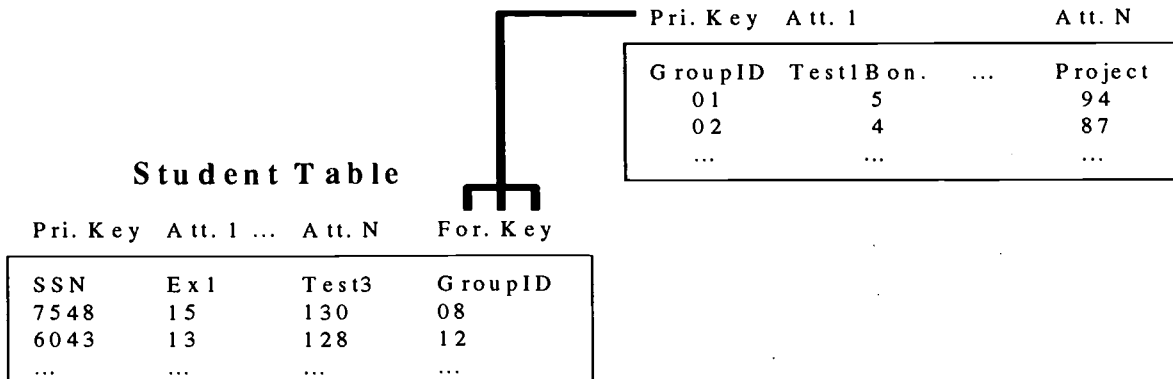 Pri. Key Att. 1 Att. N
GroupID Test1Bon. ... Project
01 5 94
02 4 87
... ... ...
Student Table
Pri. Key Att. 1 ... Att. N For. Key
SSN Ex1 Test3 GroupID
7548 15 130 08
6043 13 128 12
... ... ... ...